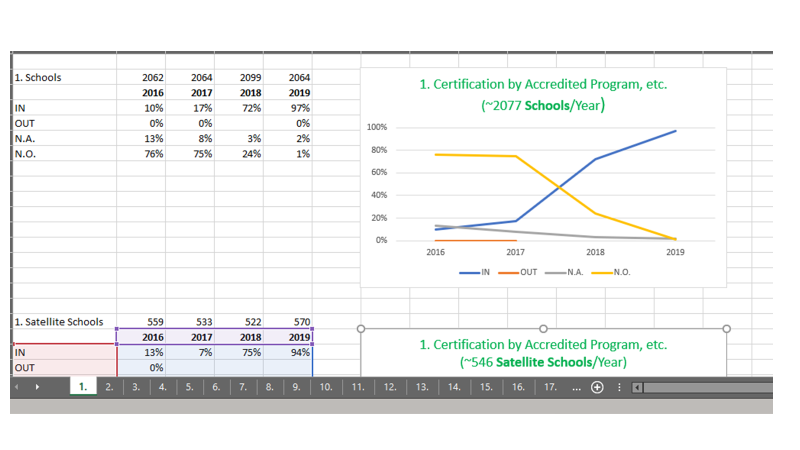 1. Schools 2062 2064 2099 2064
2016 2017 2018 2019
IN 10% 17% 72% 97%
OUT 0% 0% 0%
N.A. 13% 8% 3% 2%
N.O. 76% 75% 24% 1%
1. Certification by Accredited Program, etc.
(~2077 Schools/Year)
100%
80%
60%
40%
20%
0%
2016 2017 2018 2019
IN OUT N.A. N.O.
1. Satellite Schools 559 533 522 570
2016 2017 2018 2019
IN 13% 7% 75% 94%
OUT 0%
1. Certification by Accredited Program, etc.
(~546 Satellite Schools/Year)
1. 2. 3. 4. 5. 6. 7. 8. 9. 10. 11. 12. 13. 14. 15. 16. 17. ...